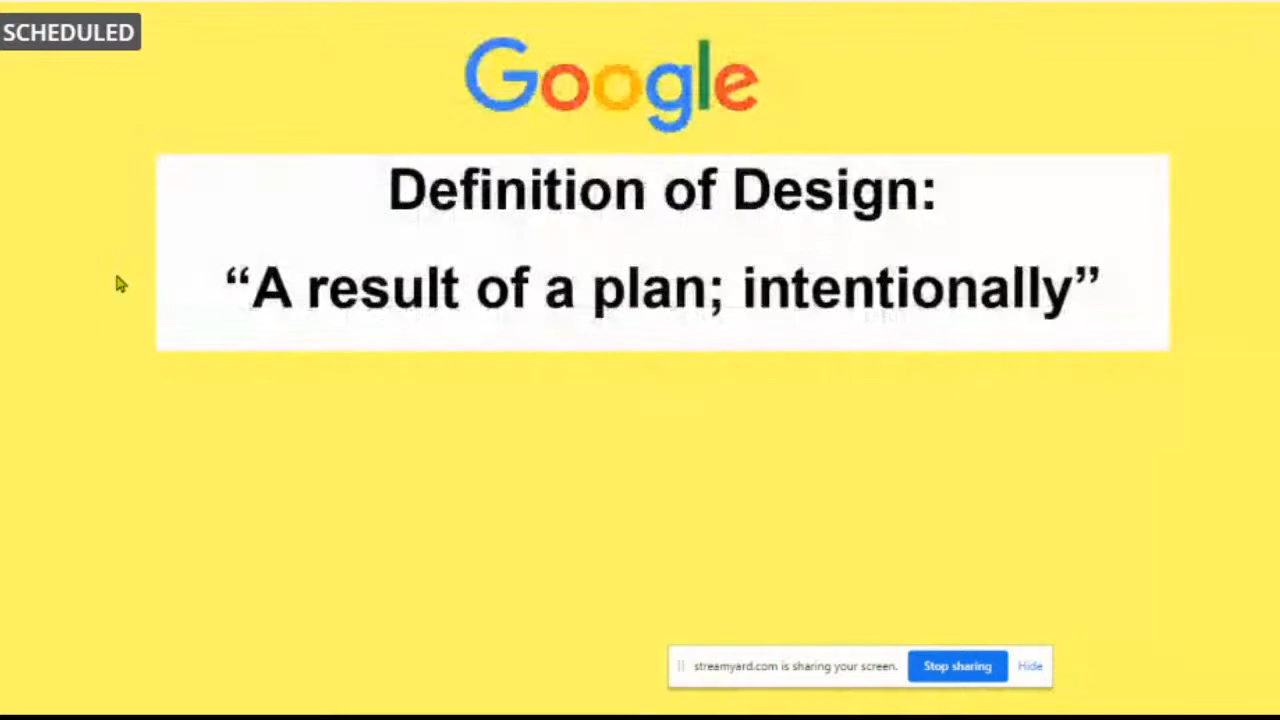 SCHEDULED
Google
Definition of Design:
“A result of a plan; intentionally”
streamyard.com is sharing your screen. Stop sharing Hide